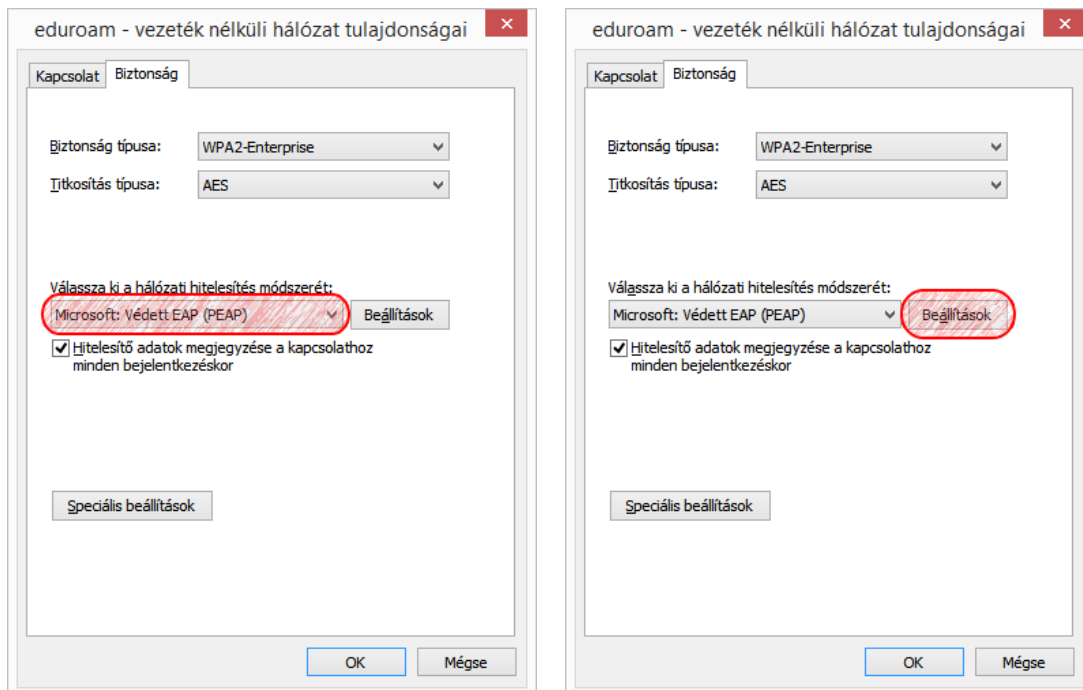 eduroam - vezeték nélküli hálózat tulajdonságai
Kapcsolat
Biztonság
Biztonság típusa:
WPA2-Enterprise
Titkosítás típusa:
AES
Válassza ki a hálózati hitelesítés módszerét:
Microsoft: Védett EAP (PEAP)
Beállítások
Hitelesítő adatok megjegyzése a kapcsolathoz
minden bejelentkezéskor
Speciális beállítások
OK
Mégse
eduroam - vezeték nélküli hálózat tulajdonságai
Kapcsolat
Biztonság
Biztonság típusa:
WPA2-Enterprise
Titkosítás típusa:
AES
Válassza ki a hálózati hitelesítés módszerét:
Microsoft: Védett EAP (PEAP)
Beállítások
Hitelesítő adatok megjegyzése a kapcsolathoz
minden bejelentkezéskor
Speciális beállítások
OK
Mégse